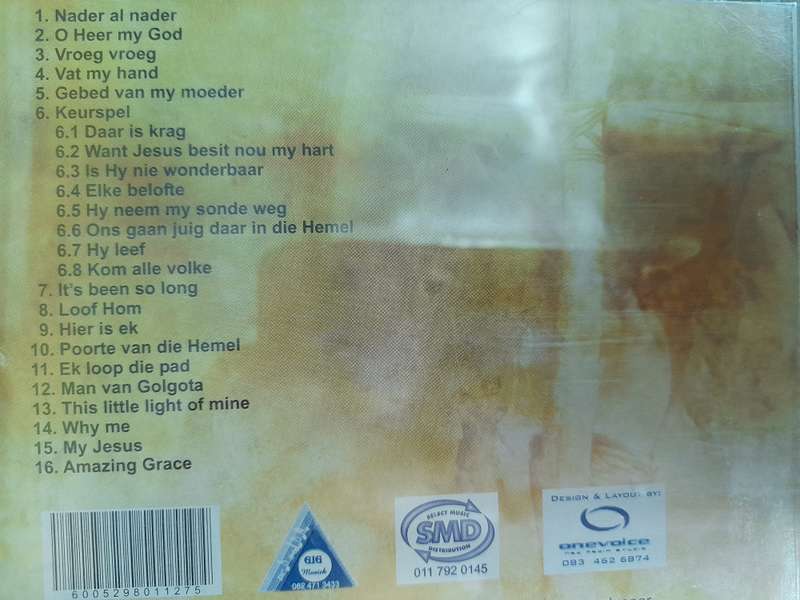 1. Nader al nader
2. O Heer my God
3. Vroeg vroeg
4. Vat my hand
5. Gebed van my moeder
6. Keurspel
6.1 Daar is krag
6.2 Want Jesus besit nou my hart
6.3 Is Hy nie wonderbaar
6.4 Elke belofte
6.5 Hy neem my sonde weg
6.6 Ons gaan juig daar in die Hemel
6.7 Hy leef
6.8 Kom alle volke
7. It's been so long
8. Loof Hom
9. Hier is ek
10. Poorte van die Hemel
11. Ek loop die pad
12. Man van Golgota
13. This little light of mine
14. Why me
15. My Jesus
16. Amazing Grace
6005298011275
082 471 3433
SELECT MUSIC
SMD
DISTRIBUTION
011 792 0145
DESIGN & LAYOUT BY:
onevoice
083 452 6874